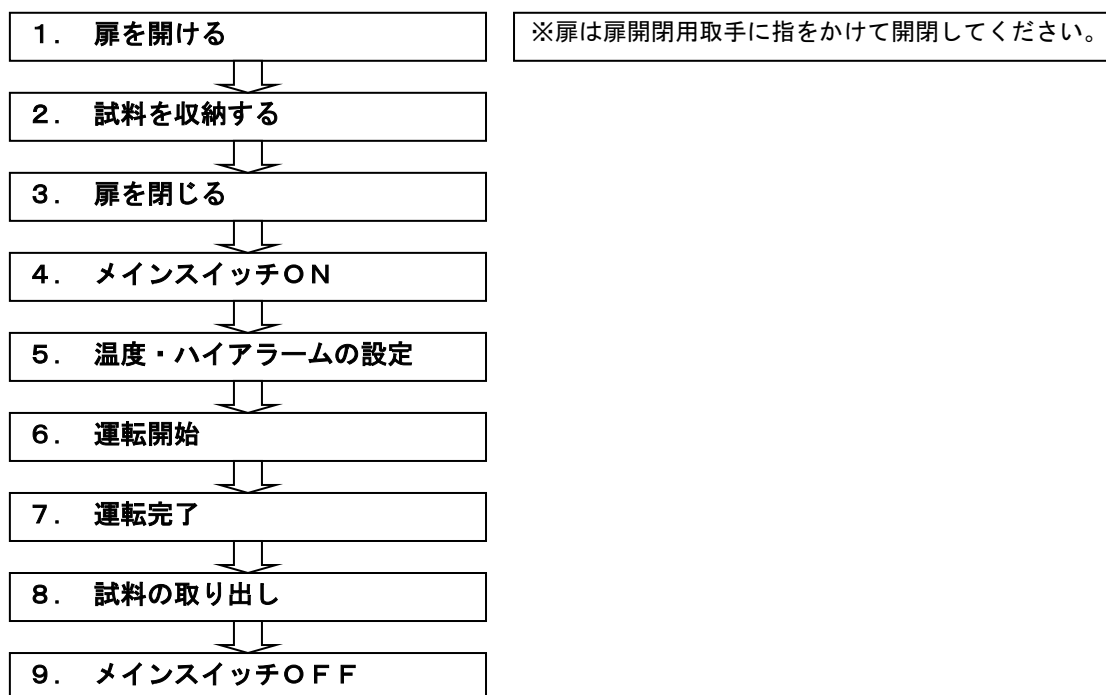 １．　扉を開ける
※扉は扉開閉用取手に指をかけて開閉してください。
２．　試料を収納する
３．　扉を閉じる
４．　メインスイッチＯＮ
５．　温度・ハイアラームの設定
６．　運転開始
７．　運転完了
８．　試料の取り出し
９．　メインスイッチＯＦＦ